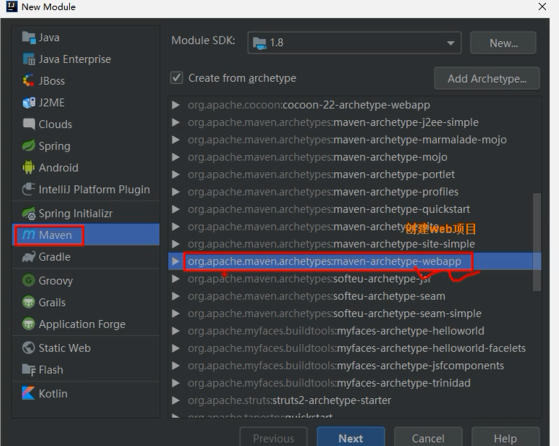 New Module
Java
Java Enterprise
JBoss
J2ME
Clouds
Spring
Android
IntelliJ Platform Plugin
Spring Initializr
Maven
Gradle
Groovy
Grails
Application Forge
Static Web
Flash
Kotlin
Module SDK: 1.8 New...
Create from archetype Add Archetype...
org.apache.cocoon:cocoon-22-archetype-webapp
org.apache.maven.archetypes:maven-archetype-j2ee-simple
org.apache.maven.archetypes:maven-archetype-marmalade-mojo
org.apache.maven.archetypes:maven-archetype-mojo
org.apache.maven.archetypes:maven-archetype-portlet
org.apache.maven.archetypes:maven-archetype-profiles
org.apache.maven.archetypes:maven-archetype-quickstart
org.apache.maven.archetypes:maven-archetype-
创建Web项目
org.apache.maven.archetypes:maven-archetype-site-simple
org.apache.maven.archetypes:maven-archetype-webapp
org.apache.maven.archetypes:softeu-archetype-jsf
org.apache.maven.archetypes:softeu-archetype-seam
org.apache.maven.archetypes:softeu-archetype-seam-simple
org.apache.myfaces.buildtools:myfaces-archetype-helloworld
org.apache.myfaces.buildtools:myfaces-archetype-helloworld-facelets
org.apache.myfaces.buildtools:myfaces-archetype-jsfcomponents
org.apache.myfaces.buildtools:myfaces-archetype-trinidad
org.apache.struts:struts2-archetype-starter
org.apache.tapestry:quickstart
Previous Next Cancel Help